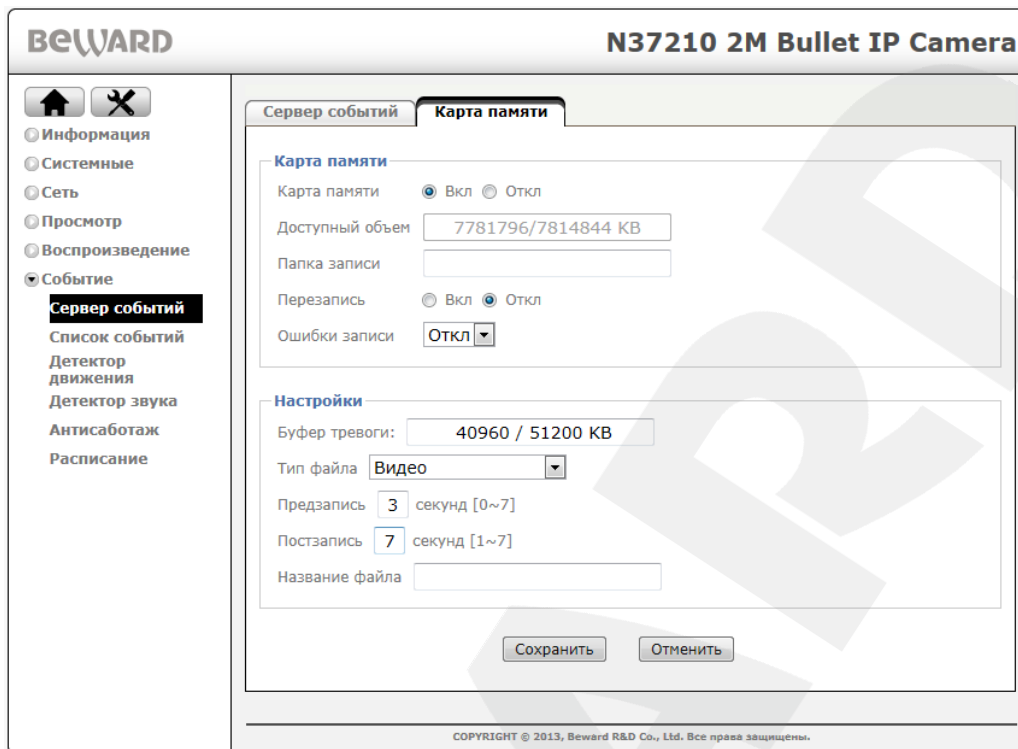 BEWARD
N37210 2M Bullet IP Camera
Информация
Системные
Сеть
Просмотр
Воспроизведение
Событие
Сервер событий
Список событий
Детектор
движения
Детектор звука
Антисаботаж
Расписание
Сервер событий Карта памяти
Карта памяти
Карта памяти Вкл Откл
Доступный объем 7781796/7814844 KB
Папка записи
Перезапись Вкл Откл
Ошибки записи Откл
Настройки
Буфер тревоги: 40960 / 51200 KB
Тип файла Видео
Предзапись 3 секунд [0~7]
Постзапись 7 секунд [1~7]
Название файла
Сохранить Отменить
COPYRIGHT © 2013, Beward R&D Co., Ltd. Все права защищены.
ARD